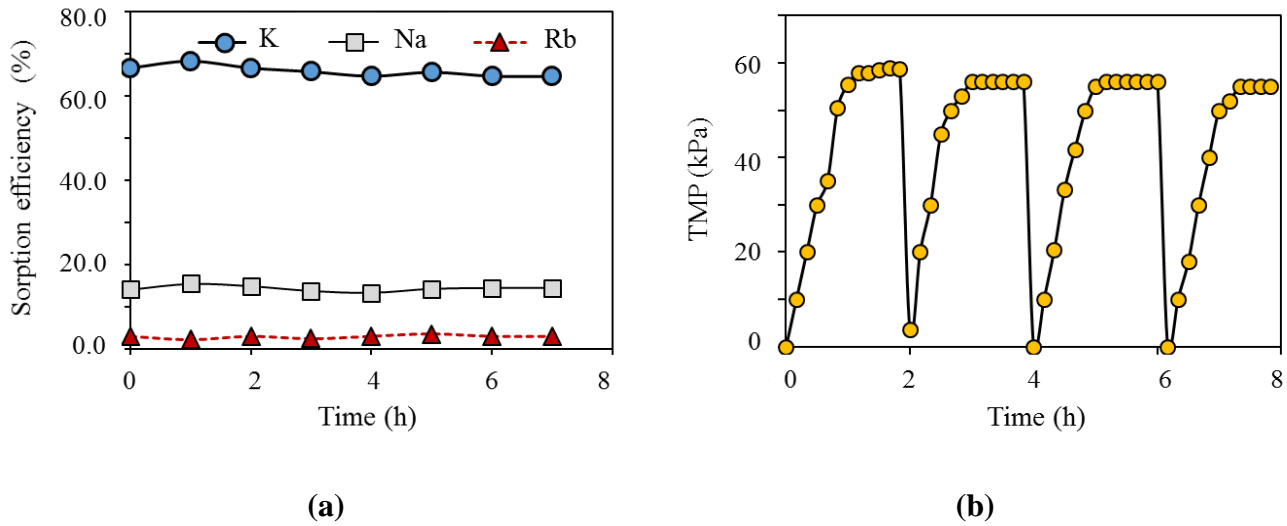 80.0
60.0
40.0
20.0
0.0
Sorption efficiency (%)
K Na Rb
0 2 4 6 8
Time (h)
(a)
60
40
20
0
TMP (kPa)
0 2 4 6 8
Time (h)
(b)